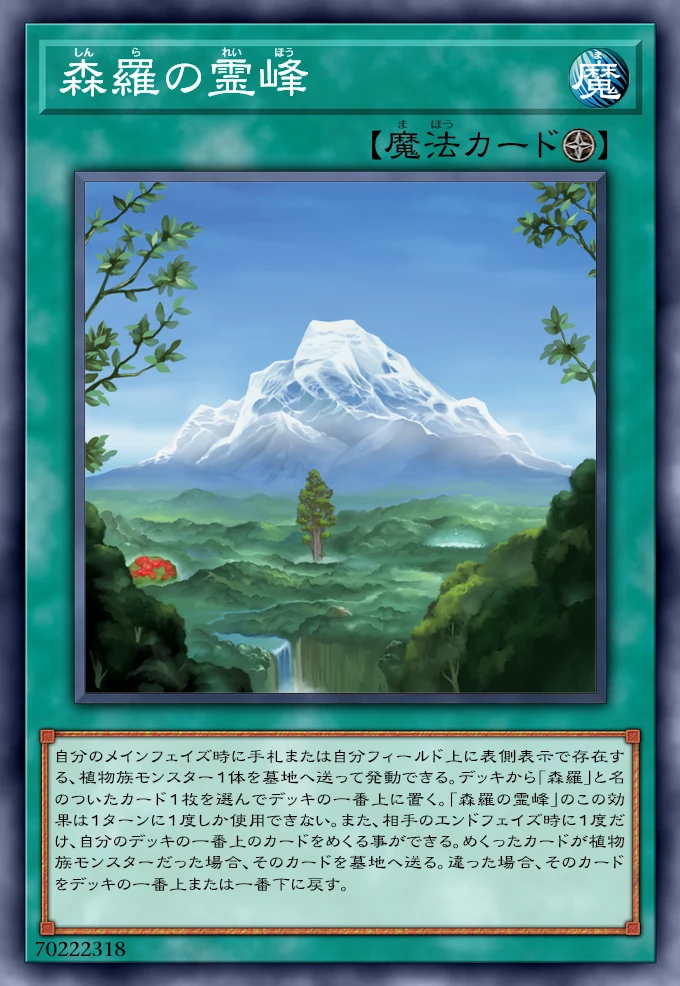 森羅の霊峰
しんら れいほう
魔
ま
【魔法カード】
まほう
自分のメインフェイズ時に手札または自分フィールド上に表側表示で存在す
る、植物族モンスター1体を墓地へ送って発動できる。デッキから「森羅」と名
のついたカード1枚を選んでデッキの一番上に置く。「森羅の霊峰」のこの効
果は1ターンに1度しか使用できない。また、相手のエンドフェイズ時に1度だ
け、自分のデッキの一番上のカードをめくる事ができる。めくったカードが植物
族モンスターだった場合、そのカードを墓地へ送る。違った場合、そのカード
をデッキの一番上または一番下に戻す。
70222318